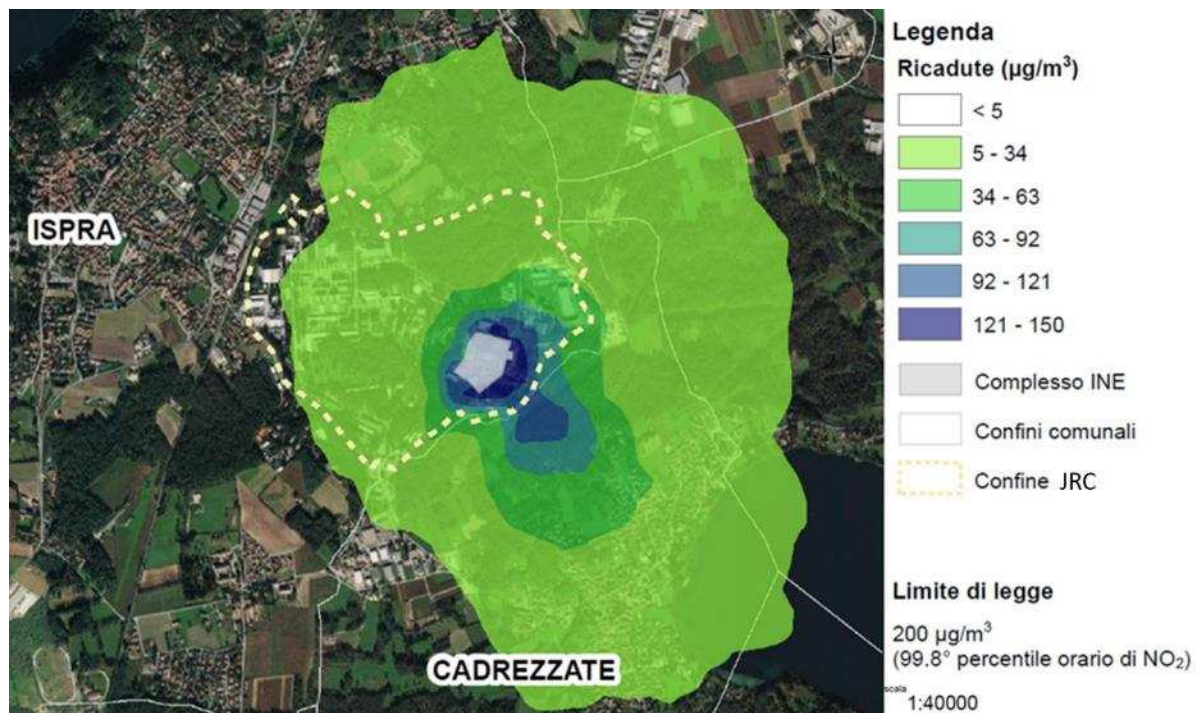 ISPRA
CADREZZATE
Legenda
Ricadute (µg/m³)
< 5
5 - 34
34 - 63
63 - 92
92 - 121
121 - 150
Complesso INE
Confini comunali
Confine JRC
Limite di legge
200 µg/m³
(99.8° percentile orario di NO₂)
scala
1:40000